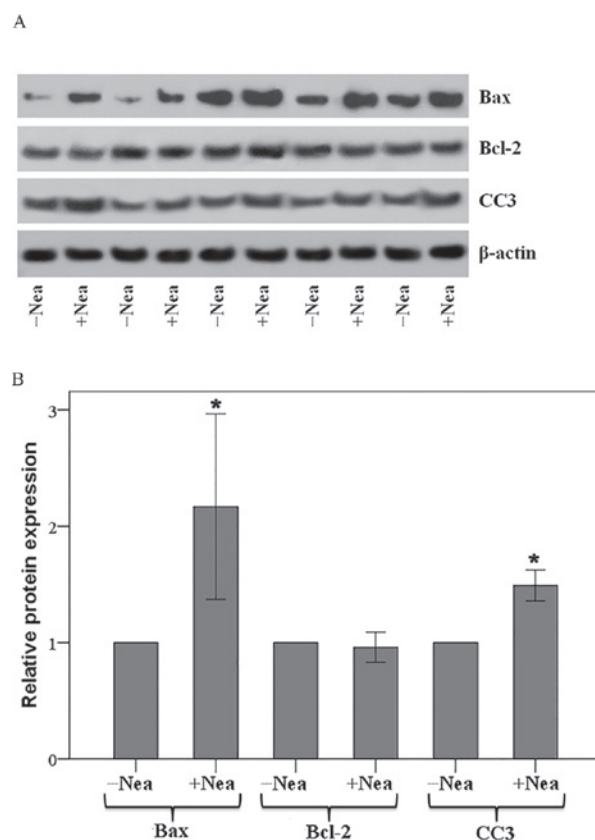 A
Bax
Bcl-2
CC3
β-actin
−Nea +Nea −Nea +Nea −Nea +Nea −Nea +Nea −Nea +Nea
B
Relative protein expression
3
2
1
0
* *
−Nea +Nea −Nea +Nea −Nea +Nea
Bax Bcl-2 CC3